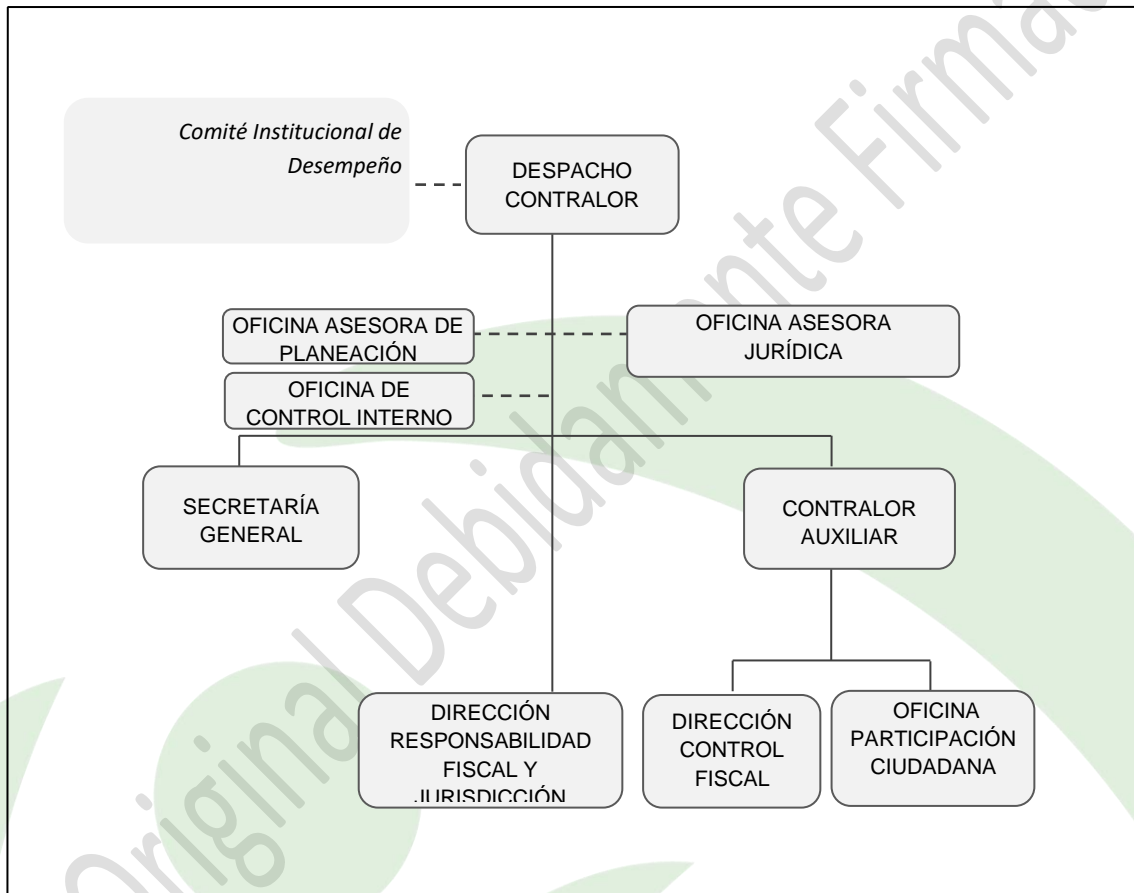 Comité Institucional de
Desempeño
DESPACHO
CONTRALOR
OFICINA ASESORA DE
PLANEACIÓN
OFICINA ASESORA
JURÍDICA
OFICINA DE
CONTROL INTERNO
SECRETARÍA
GENERAL
CONTRALOR
AUXILIAR
DIRECCIÓN
RESPONSABILIDAD
FISCAL Y
JURISDICCIÓN
DIRECCIÓN
CONTROL
FISCAL
OFICINA
PARTICIPACIÓN
CIUDADANA
Original Debidamente